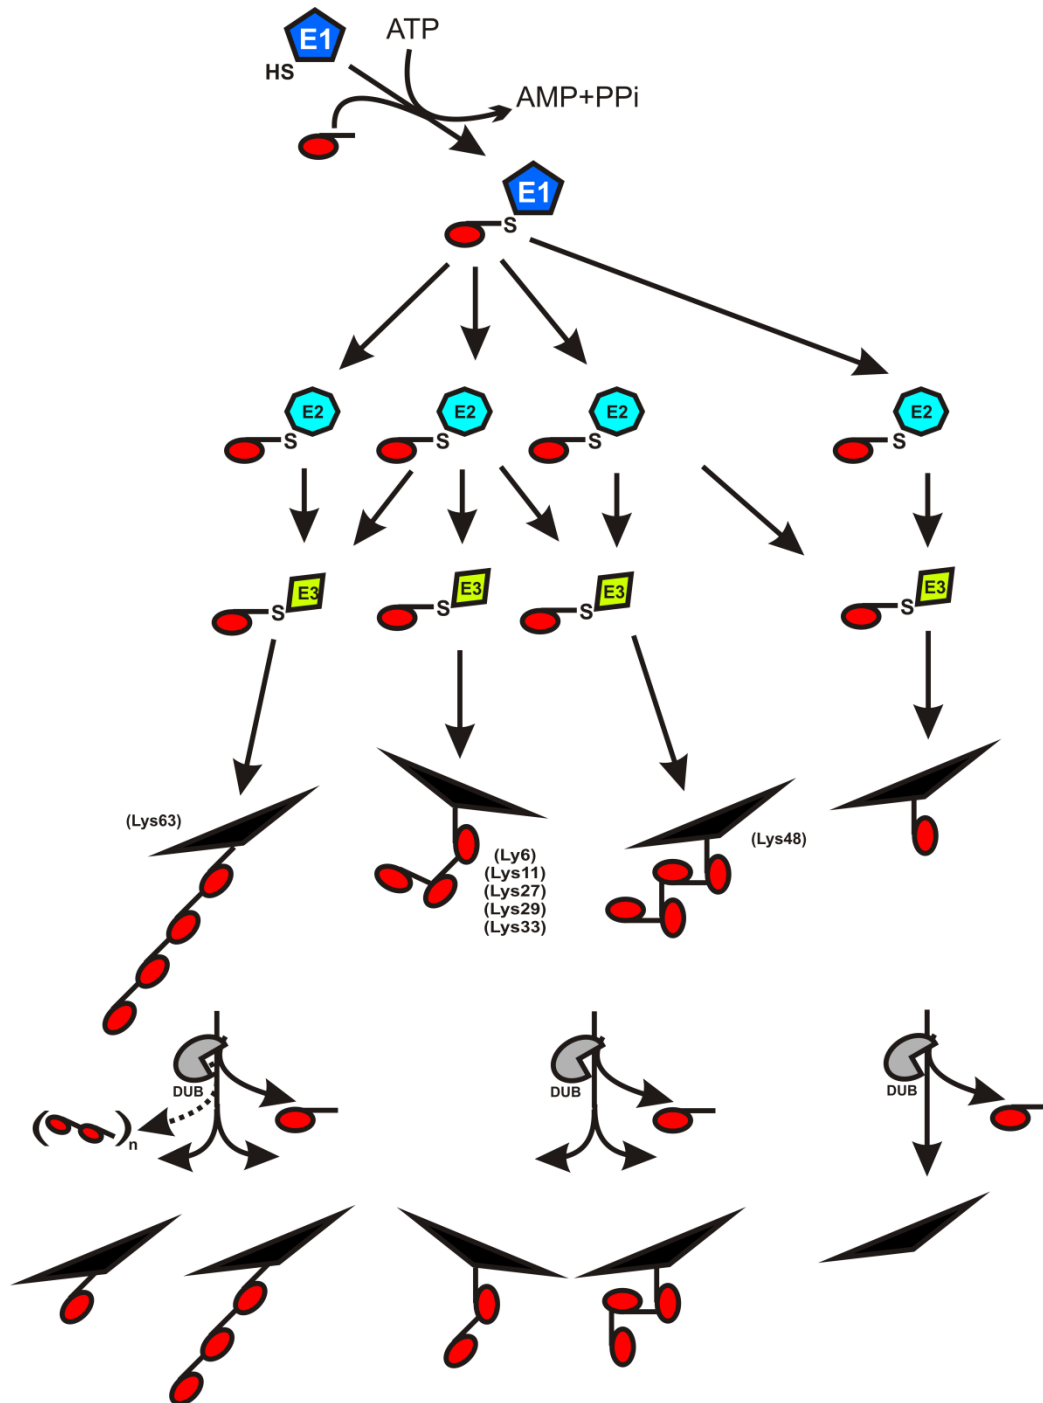 E1
ATP
HS
AMP+PPi
E1
S
E2
E2
E2
E2
S
S
S
S
E3
E3
E3
E3
S
S
S
S
(Lys63)
(Lys48)
(Ly6)
(Lys11)
(Lys27)
(Lys29)
(Lys33)
DUB
DUB
DUB
( )n